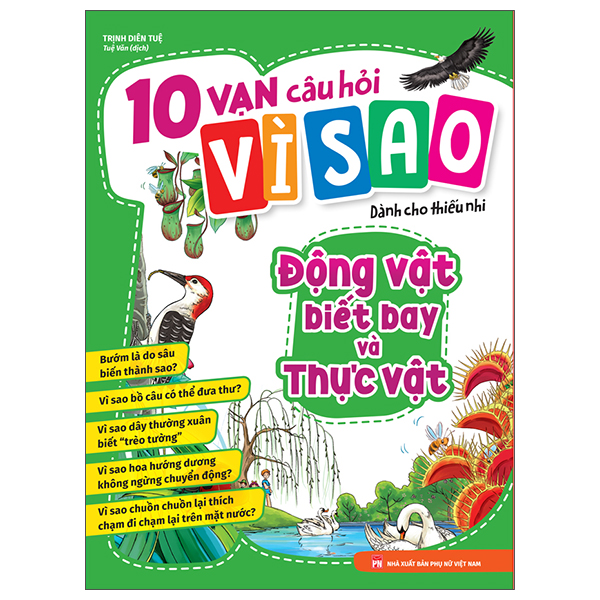 TRỊNH DIÊN TUỆ
Tuệ Văn (dịch)
10 VẠN câu hỏi
VÌ SAO
Dành cho thiếu nhi
Động vật
biết bay
và
Thực vật
Bướm là do sâu
biến thành sao?
Vì sao bồ câu có thể đưa thư?
Vì sao dây thường xuân
biết “trèo tường”
Vì sao hoa hướng dương
không ngừng chuyển động?
Vì sao chuồn chuồn lại thích
chạm đi chạm lại trên mặt nước?
PN
NHÀ XUẤT BẢN PHỤ NỮ VIỆT NAM